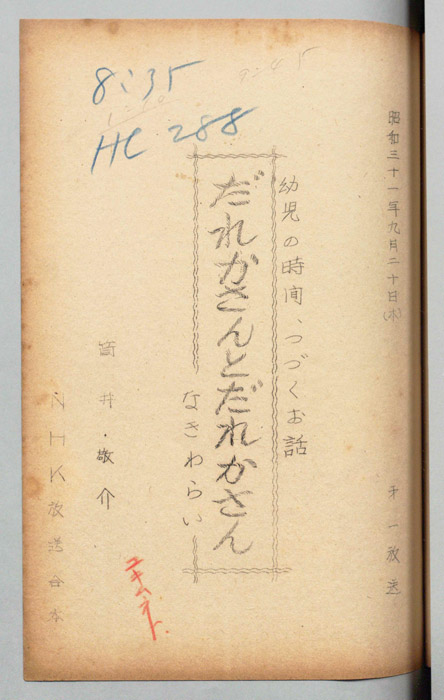 昭和三十一年九月二十日(木)
才一放送
幼児の時間、つづくお話
だれかさんとだれかさん
なきわらい
筒井・敬介
NHK放送台本
8:35
HC 288